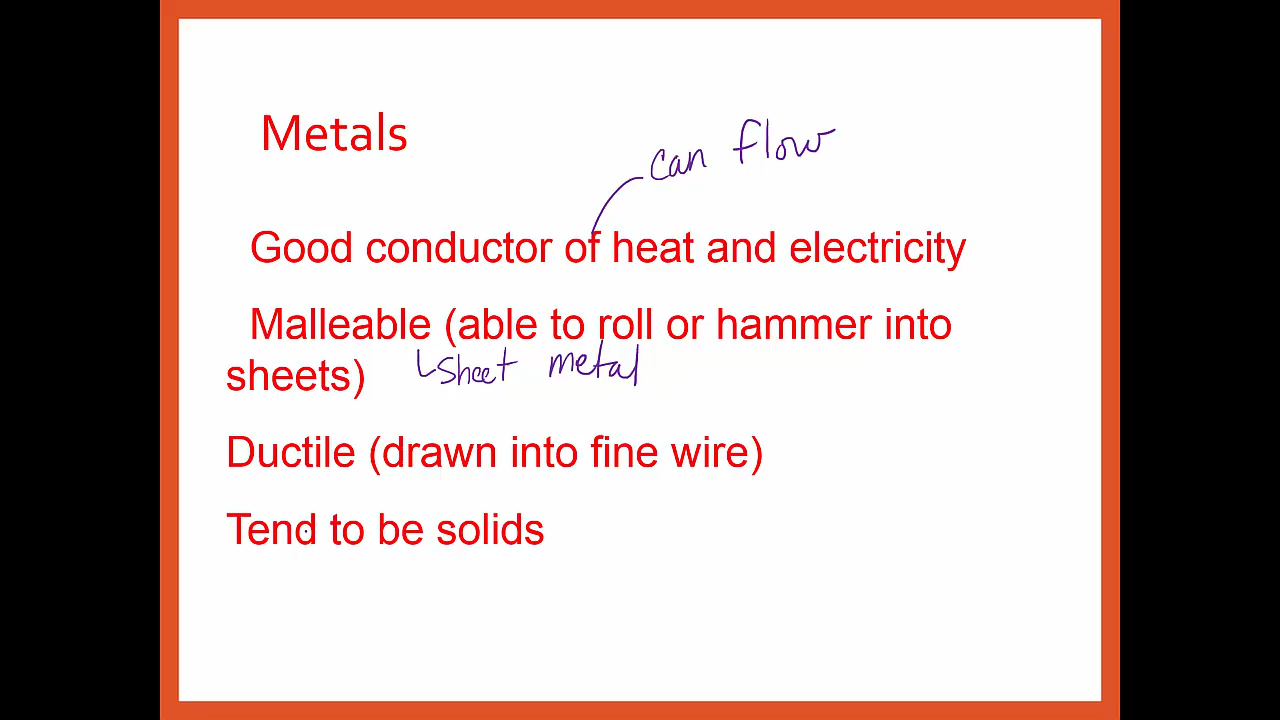 Metals
can flow
Good conductor of heat and electricity
Malleable (able to roll or hammer into
sheets)
sheet metal
Ductile (drawn into fine wire)
Tend to be solids